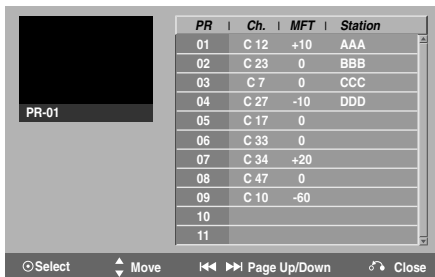 PR Ch. MFT Station
01 C 12 +10 AAA
02 C 23 0 BBB
03 C 7 0 CCC
04 C 27 -10 DDD
05 C 17 0
06 C 33 0
07 C 34 +20
08 C 47 0
09 C 10 -60
10
11
PR-01
Select Move Page Up/Down Close